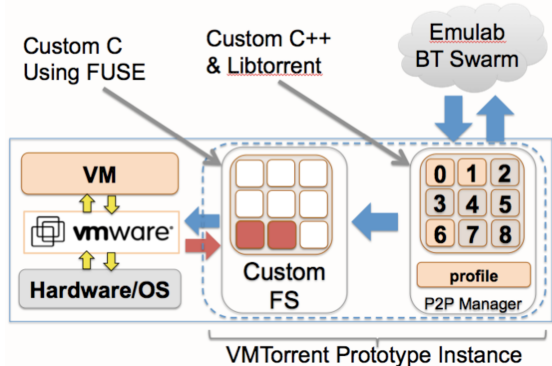 Custom C
Using FUSE
Custom C++
& Libtorrent
Emulab
BT Swarm
VM
vmware
Hardware/OS
Custom
FS
0 1 2
3 4 5
6 7 8
profile
P2P Manager
VMTorrent Prototype Instance